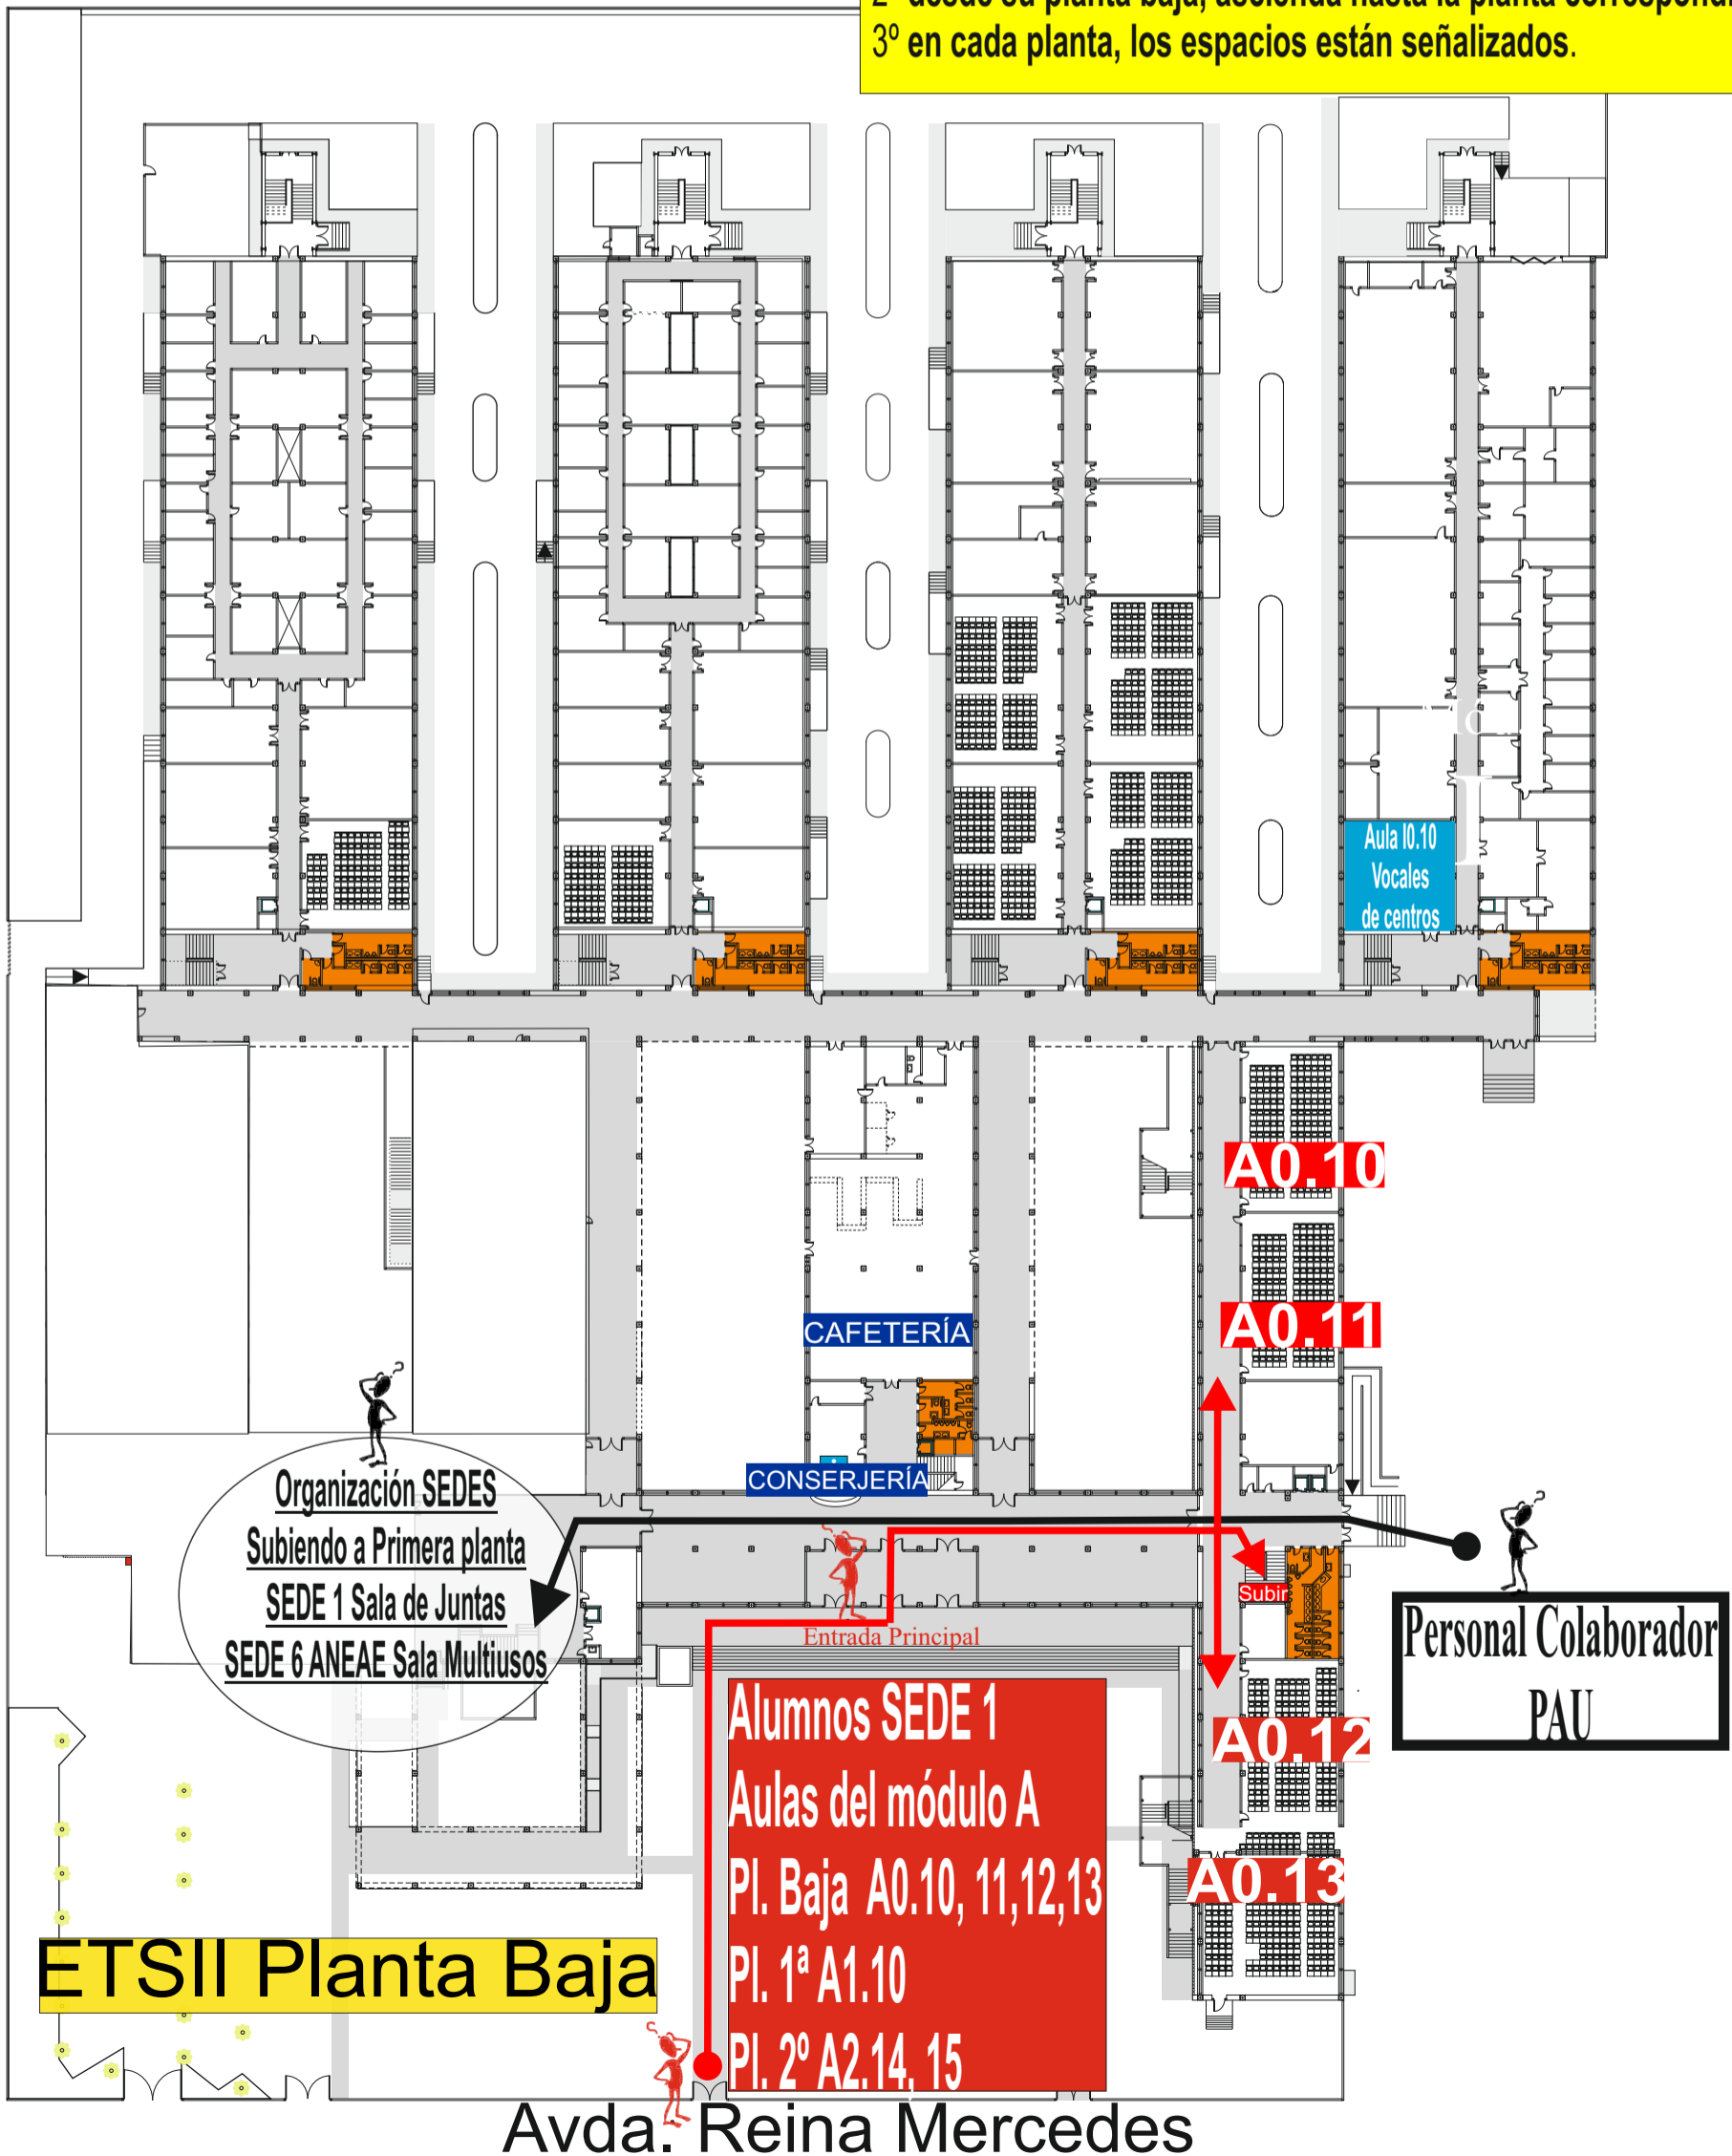 3º en cada planta, los espacios están señalizados.
Aula I0.10
Vocales
de centros
A0.10
A0.11
CAFETERÍA
CONSERJERÍA
Organización SEDES
Subiendo a Primera planta
SEDE 1 Sala de Juntas
SEDE 6 ANEAE Sala Multiusos
Subir
Entrada Principal
Personal Colaborador
PAU
Alumnos SEDE 1
Aulas del módulo A
Pl. Baja A0.10, 11,12,13
Pl. 1ª A1.10
Pl. 2º A2.14, 15
A0.12
A0.13
ETSII Planta Baja
Avda. Reina Mercedes